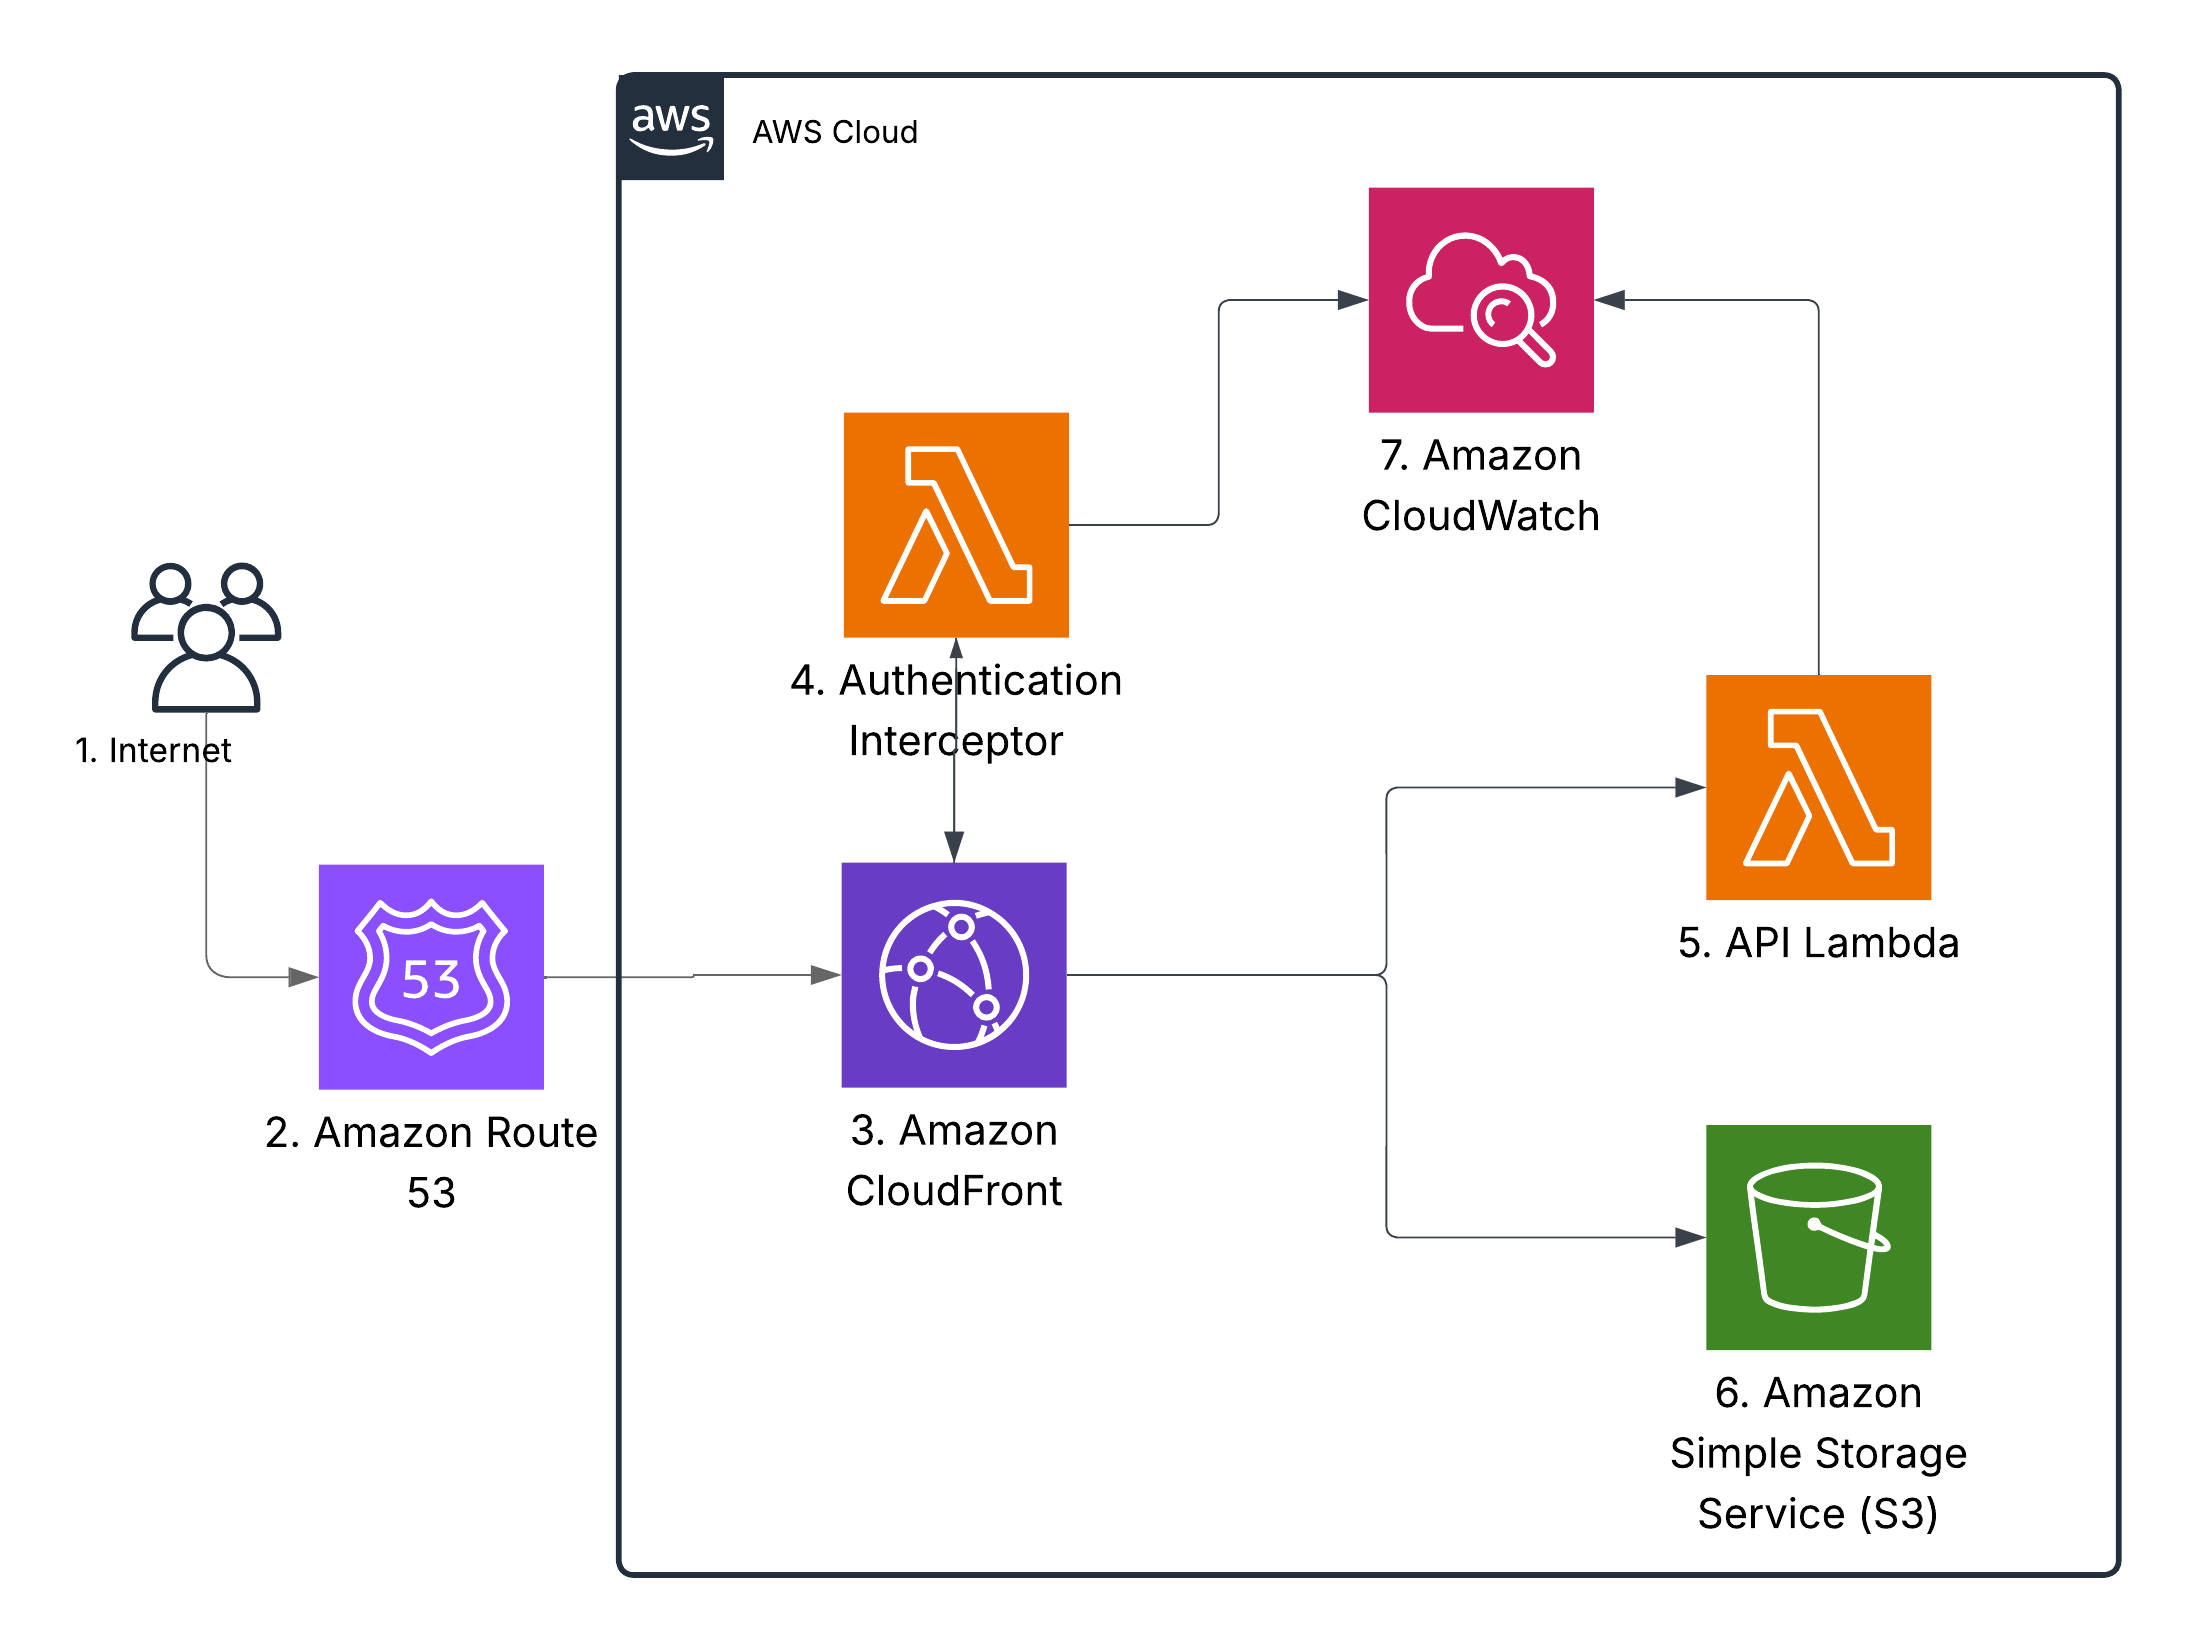 aws
AWS Cloud
7. Amazon
CloudWatch
4. Authentication
Interceptor
1. Internet
5. API Lambda
53
2. Amazon Route
53
3. Amazon
CloudFront
6. Amazon
Simple Storage
Service (S3)